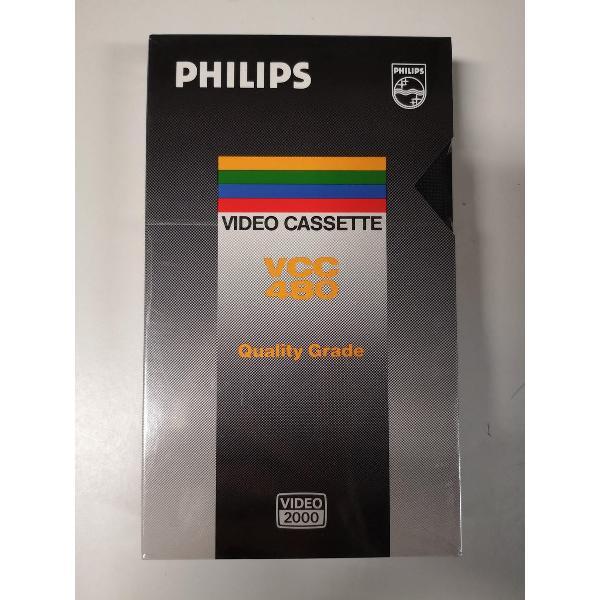 PHILIPS
PHILIPS
VIDEO CASSETTE
VCC
480
Quality Grade
VIDEO
2000